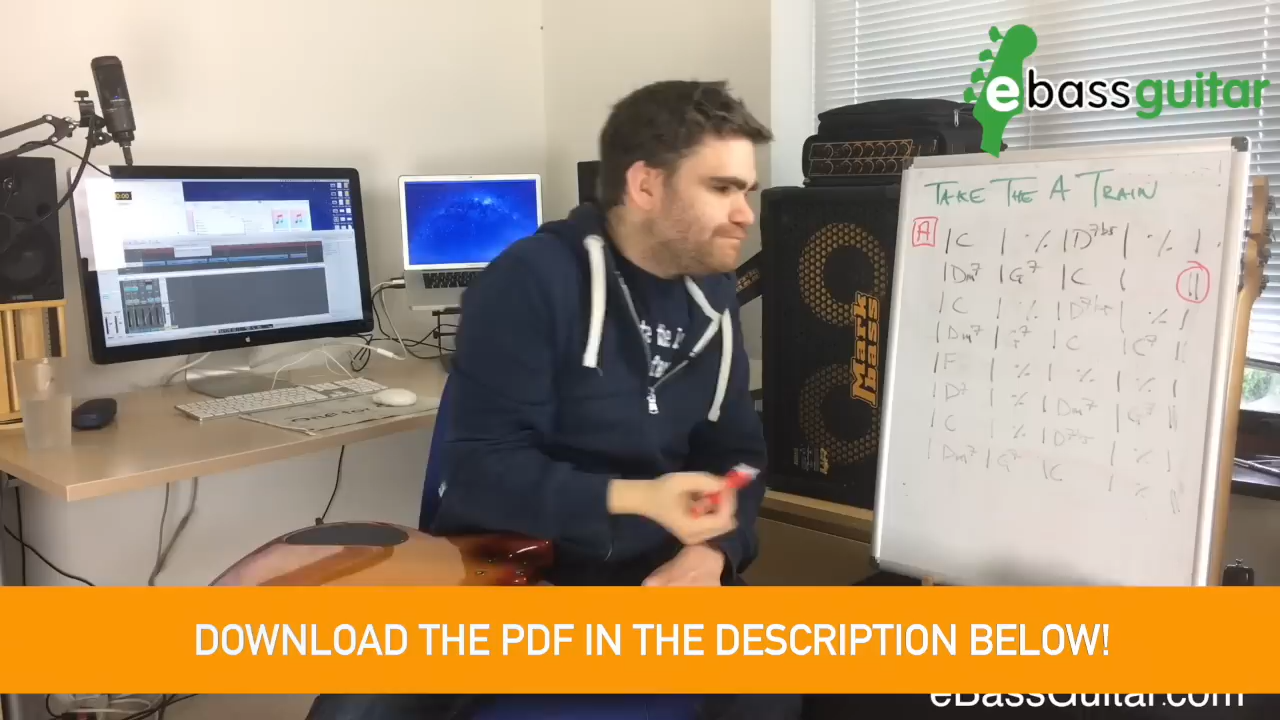 ebassguitar
TAKE THE A TRAIN
A | C | % | D7b5 | % |
| Dm7 | G7 | C | ||
| C | % | D7b5 | % |
| Dm7 | G7 | C | C7 ||
| F | % | % | % |
| D7 | % | Dm7 | G7 ||
| C | % | D7b5 | % |
| Dm7 | G7 | C | % ||
Mark
Bass
DOWNLOAD THE PDF IN THE DESCRIPTION BELOW!
eBassGuitar.com